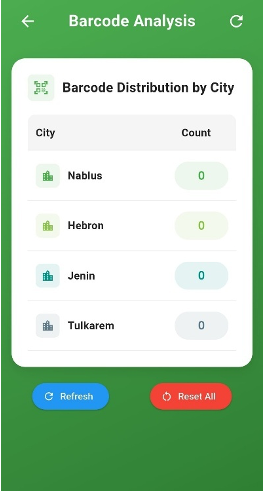 Barcode Analysis
Barcode Distribution by City
City Count
Nablus 0
Hebron 0
Jenin 0
Tulkarem 0
Refresh Reset All